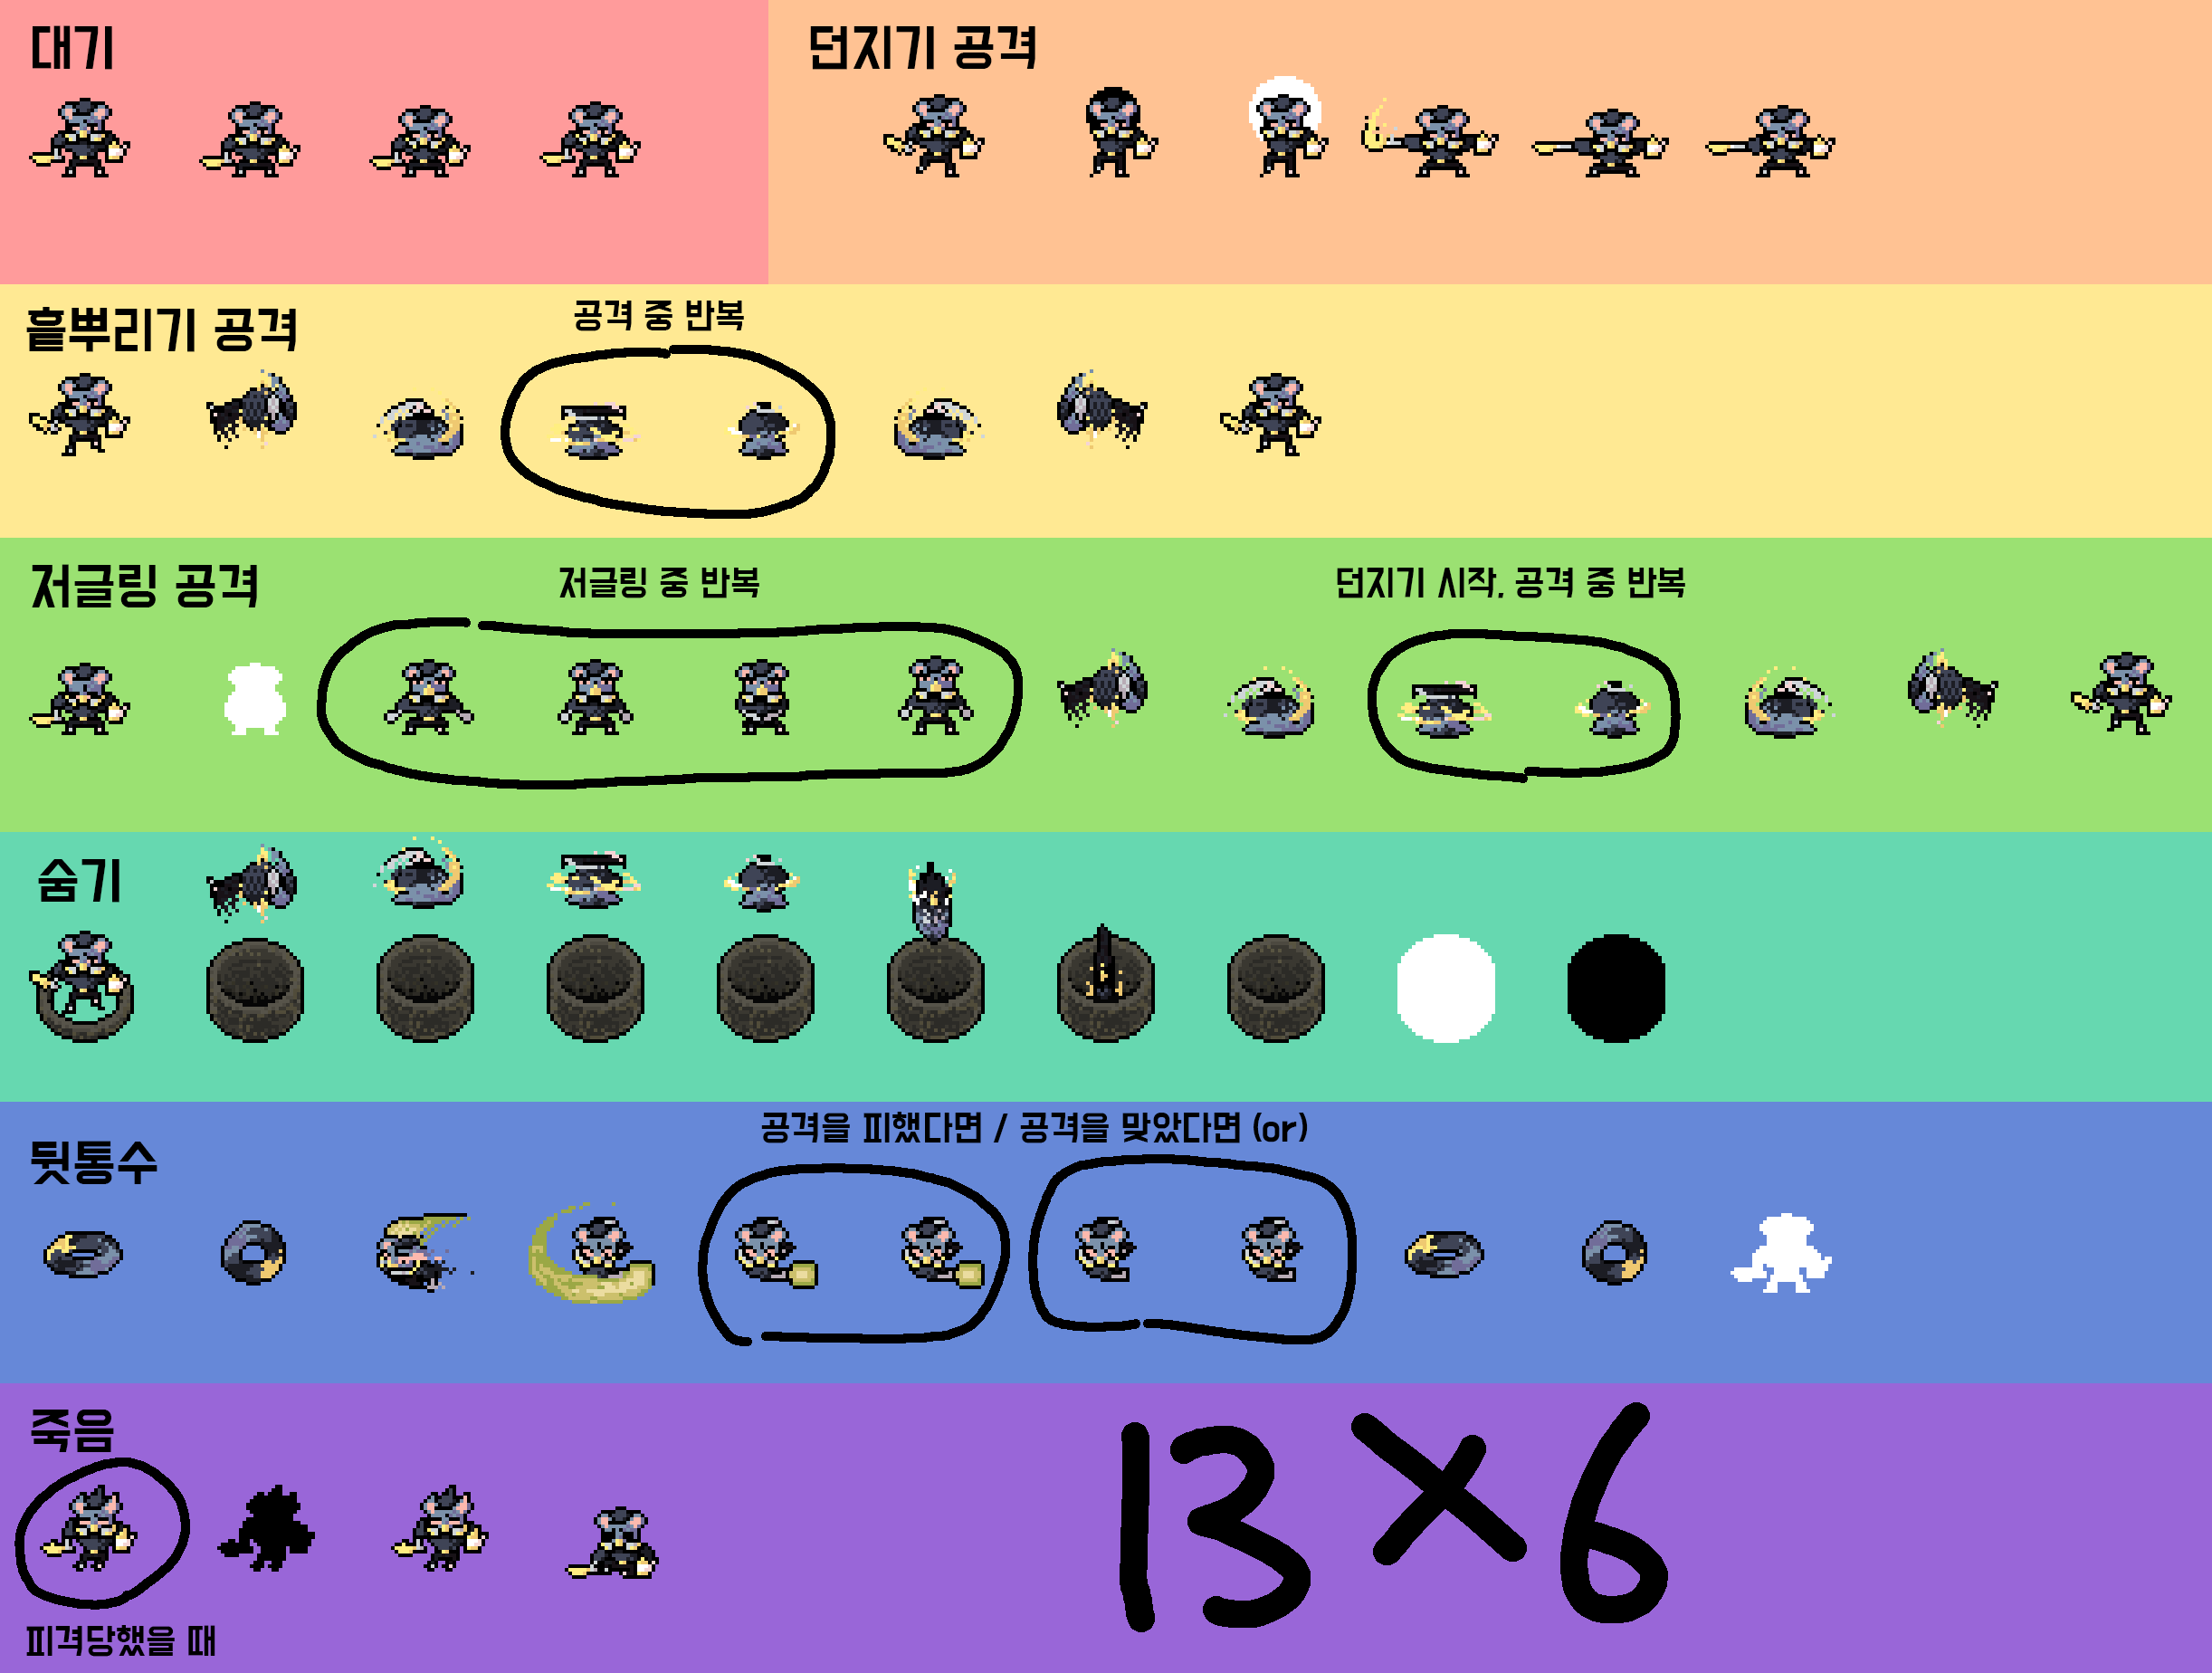 대기
던지기 공격
흩뿌리기 공격
공격 중 반복
저글링 공격
저글링 중 반복
던지기 시작, 공격 중 반복
숨기
뒷통수
공격을 피했다면 / 공격을 맞았다면 (or)
죽음
13×6
피격당했을 때